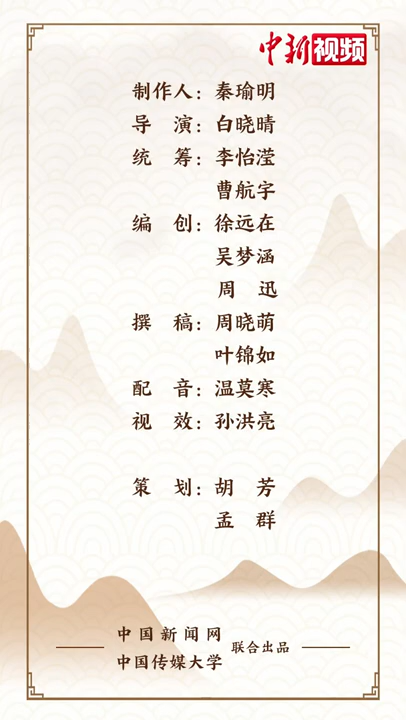 中新视频
制作人：秦瑜明
导　演：白晓晴
统　筹：李怡滢
曹航宇
编　创：徐远在
吴梦涵
周　迅
撰　稿：周晓萌
叶锦如
配　音：温莫寒
视　效：孙洪亮
策　划：胡　芳
孟　群
中国新闻网
中国传媒大学
联合出品